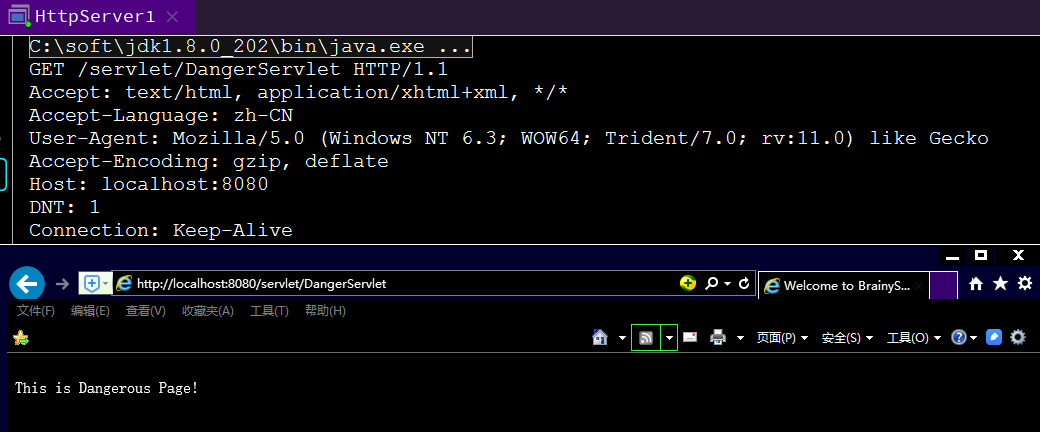 HttpServer1
C:\soft\jdk1.8.0_202\bin\java.exe ...
GET /servlet/DangerServlet HTTP/1.1
Accept: text/html, application/xhtml+xml, */*
Accept-Language: zh-CN
User-Agent: Mozilla/5.0 (Windows NT 6.3; WOW64; Trident/7.0; rv:11.0) like Gecko
Accept-Encoding: gzip, deflate
Host: localhost:8080
DNT: 1
Connection: Keep-Alive
http://localhost:8080/servlet/DangerServlet Welcome to BrainyS...
文件(F) 编辑(E) 查看(V) 收藏夹(A) 工具(T) 帮助(H)
页面(P) 安全(S) 工具(O)
This is Dangerous Page!